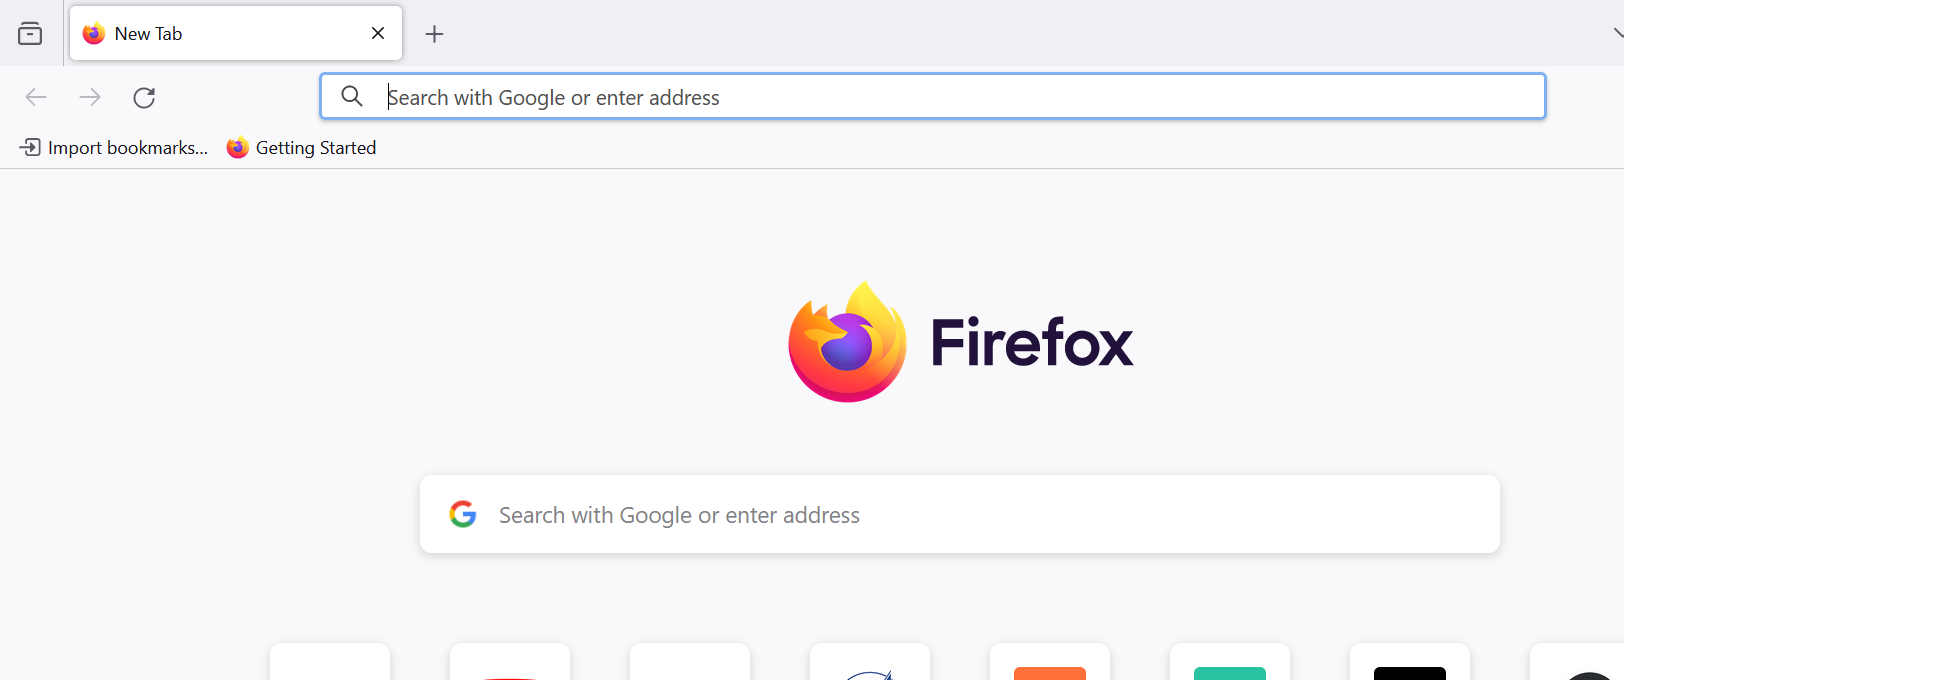 New Tab
Search with Google or enter address
Import bookmarks...
Getting Started
Firefox
Search with Google or enter address